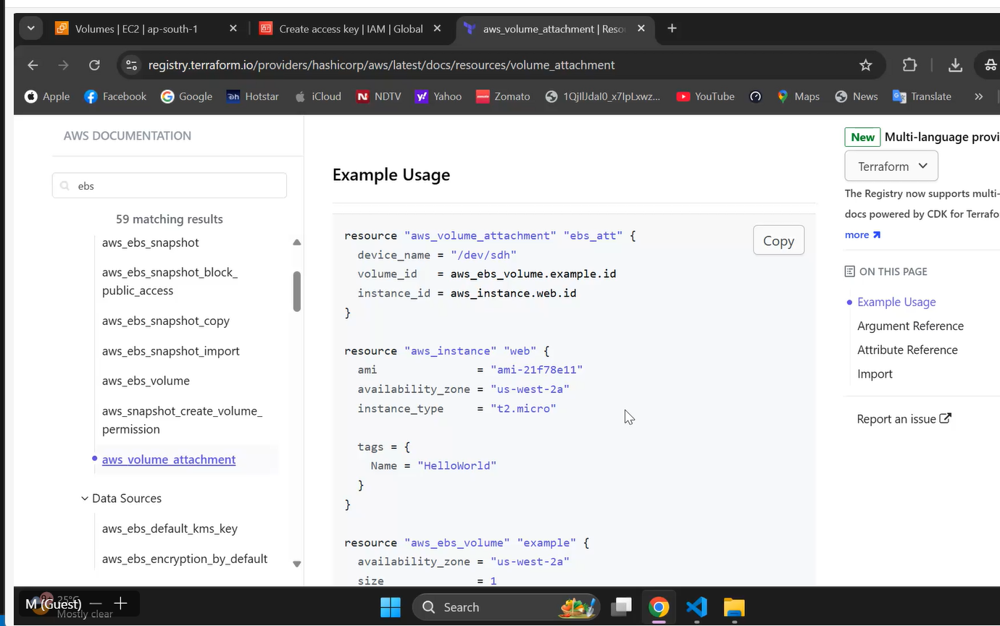 Volumes | EC2 | ap-south-1
Create access key | IAM | Global
aws_volume_attachment | Reso
registry.terraform.io/providers/hashicorp/aws/latest/docs/resources/volume_attachment
Apple
Facebook
Google
Hotstar
iCloud
NDTV
Yahoo
Zomato
YouTube
Maps
News
Translate
AWS DOCUMENTATION
ebs
59 matching results
aws_ebs_snapshot
aws_ebs_snapshot_block_
public_access
aws_ebs_snapshot_copy
aws_ebs_snapshot_import
aws_ebs_volume
aws_snapshot_create_volume_
permission
aws_volume_attachment
Data Sources
aws_ebs_default_kms_key
aws_ebs_encryption_by_default
Example Usage
Copy
resource "aws_volume_attachment" "ebs_att" {
device_name = "/dev/sdh"
volume_id = aws_ebs_volume.example.id
instance_id = aws_instance.web.id
}
resource "aws_instance" "web" {
ami = "ami-21f78e11"
availability_zone = "us-west-2a"
instance_type = "t2.micro"
tags = {
Name = "HelloWorld"
}
}
resource "aws_ebs_volume" "example" {
availability_zone = "us-west-2a"
size = 1
New Multi-language provi
Terraform
The Registry now supports multi-
docs powered by CDK for Terrafo
more
ON THIS PAGE
Example Usage
Argument Reference
Attribute Reference
Import
Report an issue
M (Guest)
25°C
Mostly clear
Search